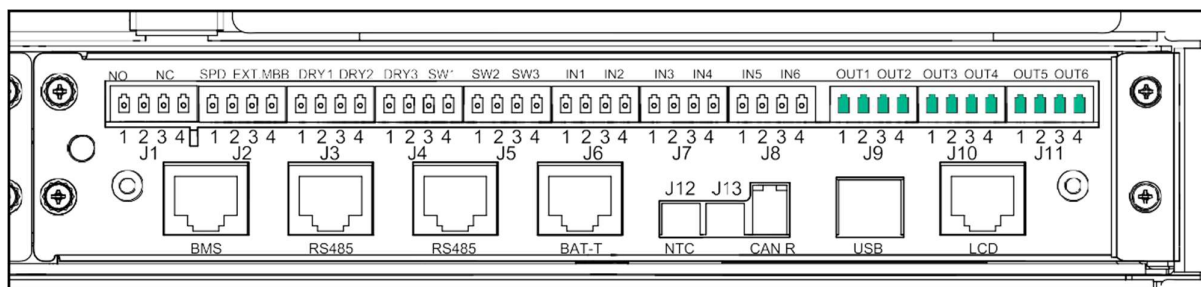 NO NC SPD EXT.MBB DRY1 DRY2 DRY3 SW1 SW2 SW3 IN1 IN2 IN3 IN4 IN5 IN6 OUT1 OUT2 OUT3 OUT4 OUT5 OUT6
1 2 3 4 1 2 3 4 1 2 3 4 1 2 3 4 1 2 3 4 1 2 3 4 1 2 3 4 1 2 3 4 1 2 3 4 1 2 3 4 1 2 3 4
J1 J2 J3 J4 J5 J6 J7 J8 J9 J10 J11
J12 J13
BMS RS485 RS485 BAT-T NTC CAN R USB LCD